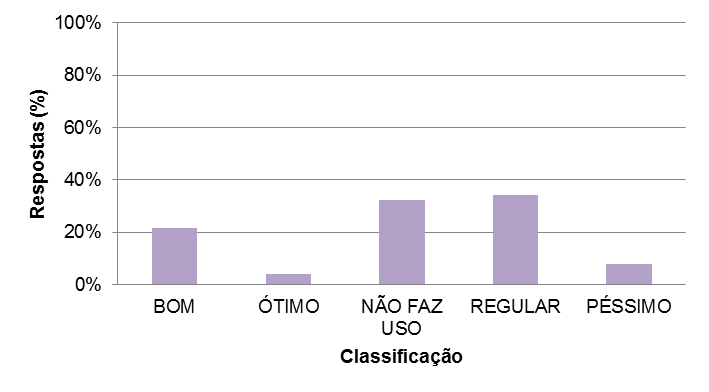 100%
80%
60%
40%
20%
0%
Respostas (%)
BOM
ÓTIMO
NÃO FAZ
USO
REGULAR
PÉSSIMO
Classificação